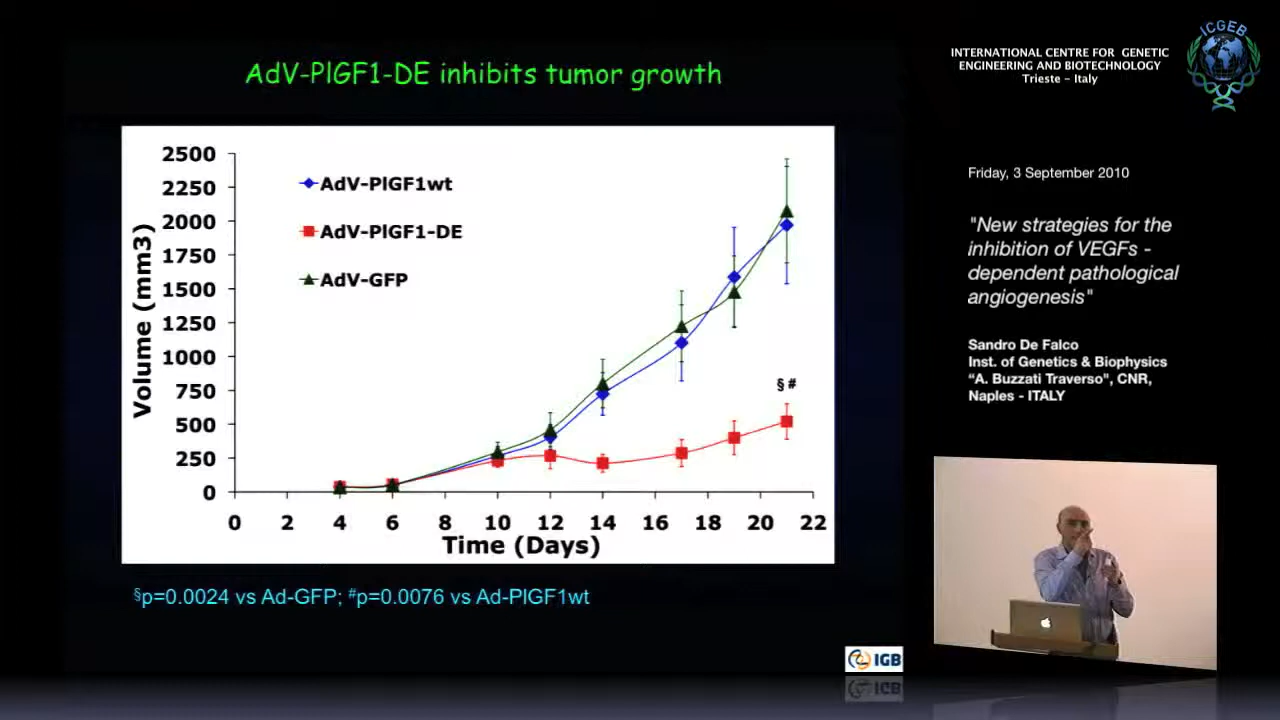 AdV-PlGF1-DE inhibits tumor growth
2500
2250
2000
1750
1500
1250
1000
750
500
250
0
Volume (mm3)
AdV-PlGF1wt
AdV-PlGF1-DE
AdV-GFP
§ #
0 2 4 6 8 10 12 14 16 18 20 22
Time (Days)
§p=0.0024 vs Ad-GFP; #p=0.0076 vs Ad-PlGF1wt
IGB
INTERNATIONAL CENTRE FOR GENETIC
ENGINEERING AND BIOTECHNOLOGY
Trieste - Italy
ICGEB
Friday, 3 September 2010
"New strategies for the
inhibition of VEGFs -
dependent pathological
angiogenesis"
Sandro De Falco
Inst. of Genetics & Biophysics
“A. Buzzati Traverso", CNR,
Naples - ITALY